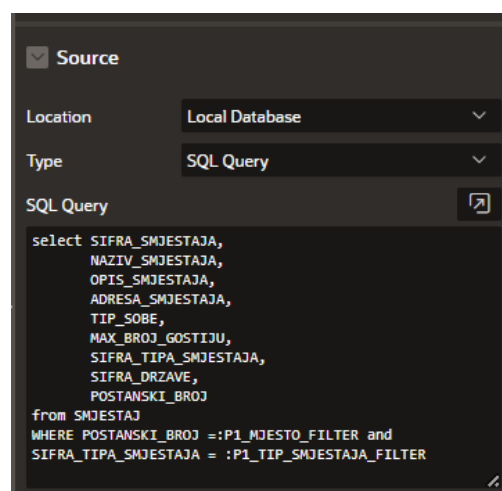 Source
Location Local Database
Type SQL Query
SQL Query
select SIFRA_SMJESTAJA,
NAZIV_SMJESTAJA,
OPIS_SMJESTAJA,
ADRESA_SMJESTAJA,
TIP_SOBE,
MAX_BROJ_GOSTIJU,
SIFRA_TIPA_SMJESTAJA,
SIFRA_DRZAVE,
POSTANSKI_BROJ
from SMJESTAJ
WHERE POSTANSKI_BROJ =:P1_MJESTO_FILTER and
SIFRA_TIPA_SMJESTAJA = :P1_TIP_SMJESTAJA_FILTER